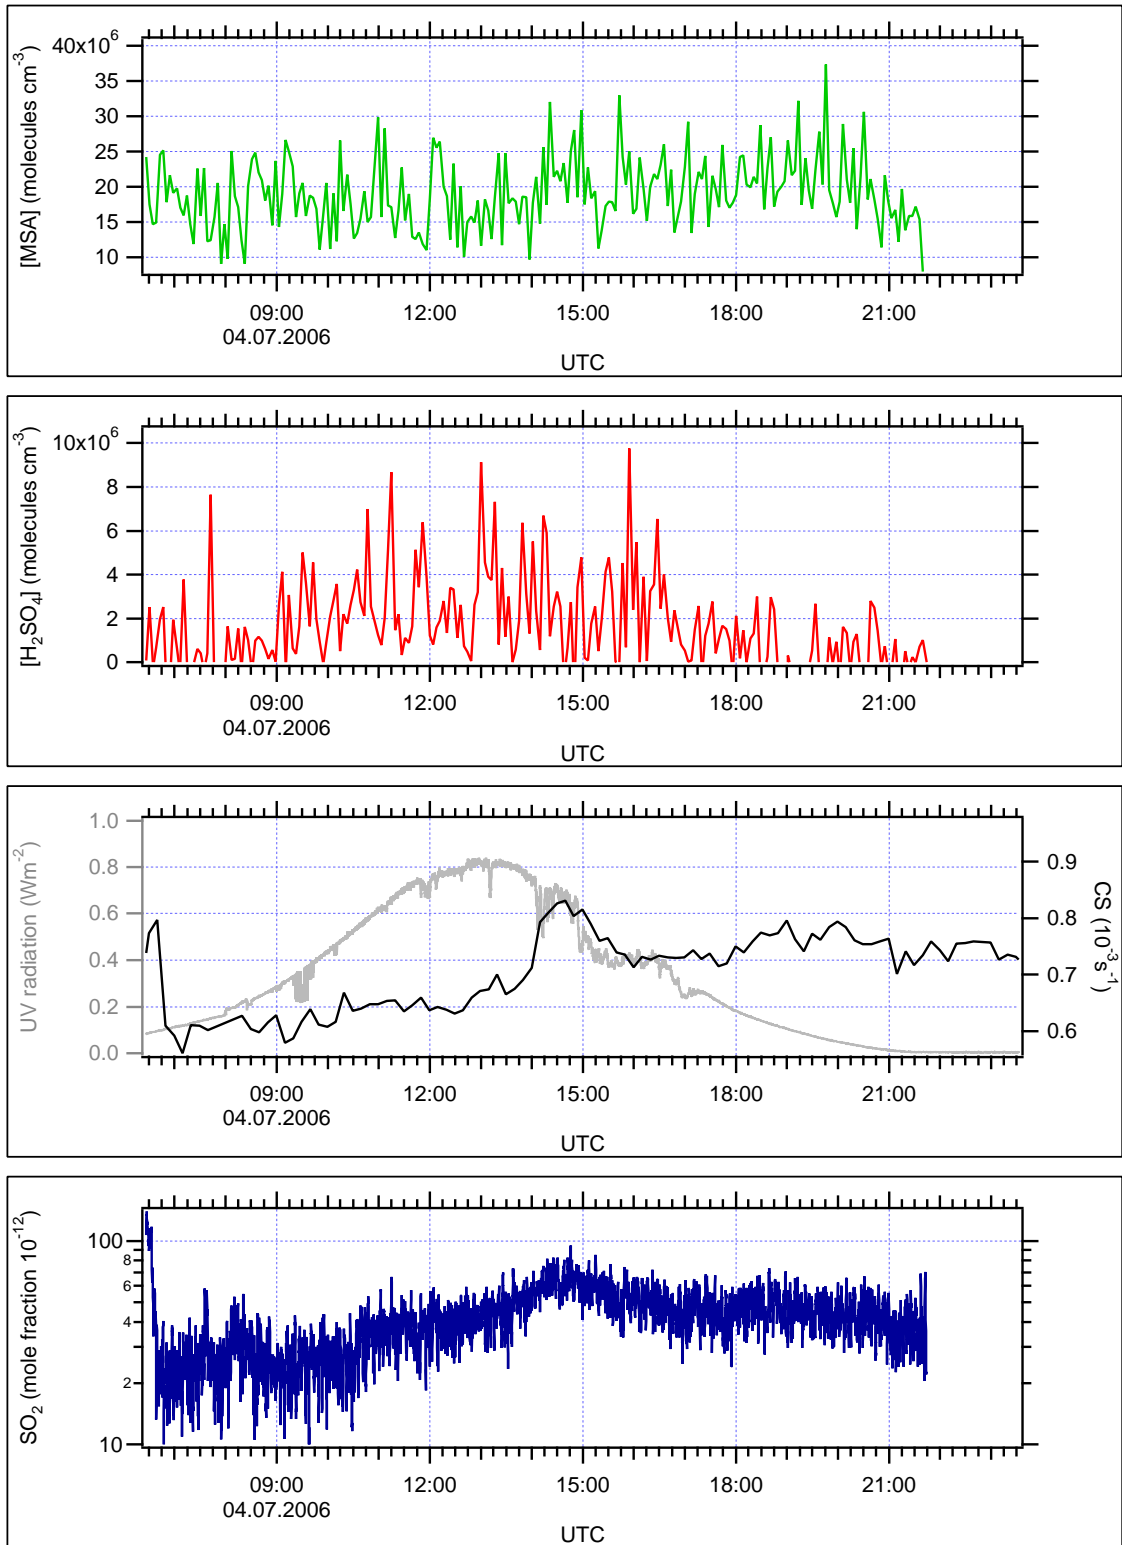 40x10⁶
35
30
25
20
15
10
[MSA] (molecules cm⁻³)
09:00 12:00 15:00 18:00 21:00
04.07.2006
UTC
10x10⁶
8
6
4
2
0
[H₂SO₄] (molecules cm⁻³)
09:00 12:00 15:00 18:00 21:00
04.07.2006
UTC
1.0
0.8
0.6
0.4
0.2
0.0
UV radiation (Wm⁻²)
0.9
0.8
0.7
0.6
CS (10⁻³s⁻¹)
09:00 12:00 15:00 18:00 21:00
04.07.2006
UTC
100
8
6
4
2
10
SO₂ (mole fraction 10⁻¹²)
09:00 12:00 15:00 18:00 21:00
04.07.2006
UTC